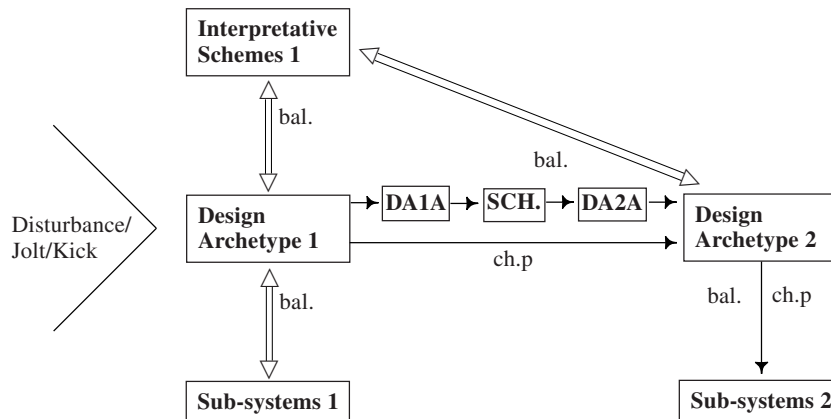 Interpretative
Schemes 1
bal.
bal.
Disturbance/
Jolt/Kick
Design
Archetype 1
DA1A
SCH.
DA2A
Design
Archetype 2
ch.p
bal.
bal.
ch.p
Sub-systems 1
Sub-systems 2